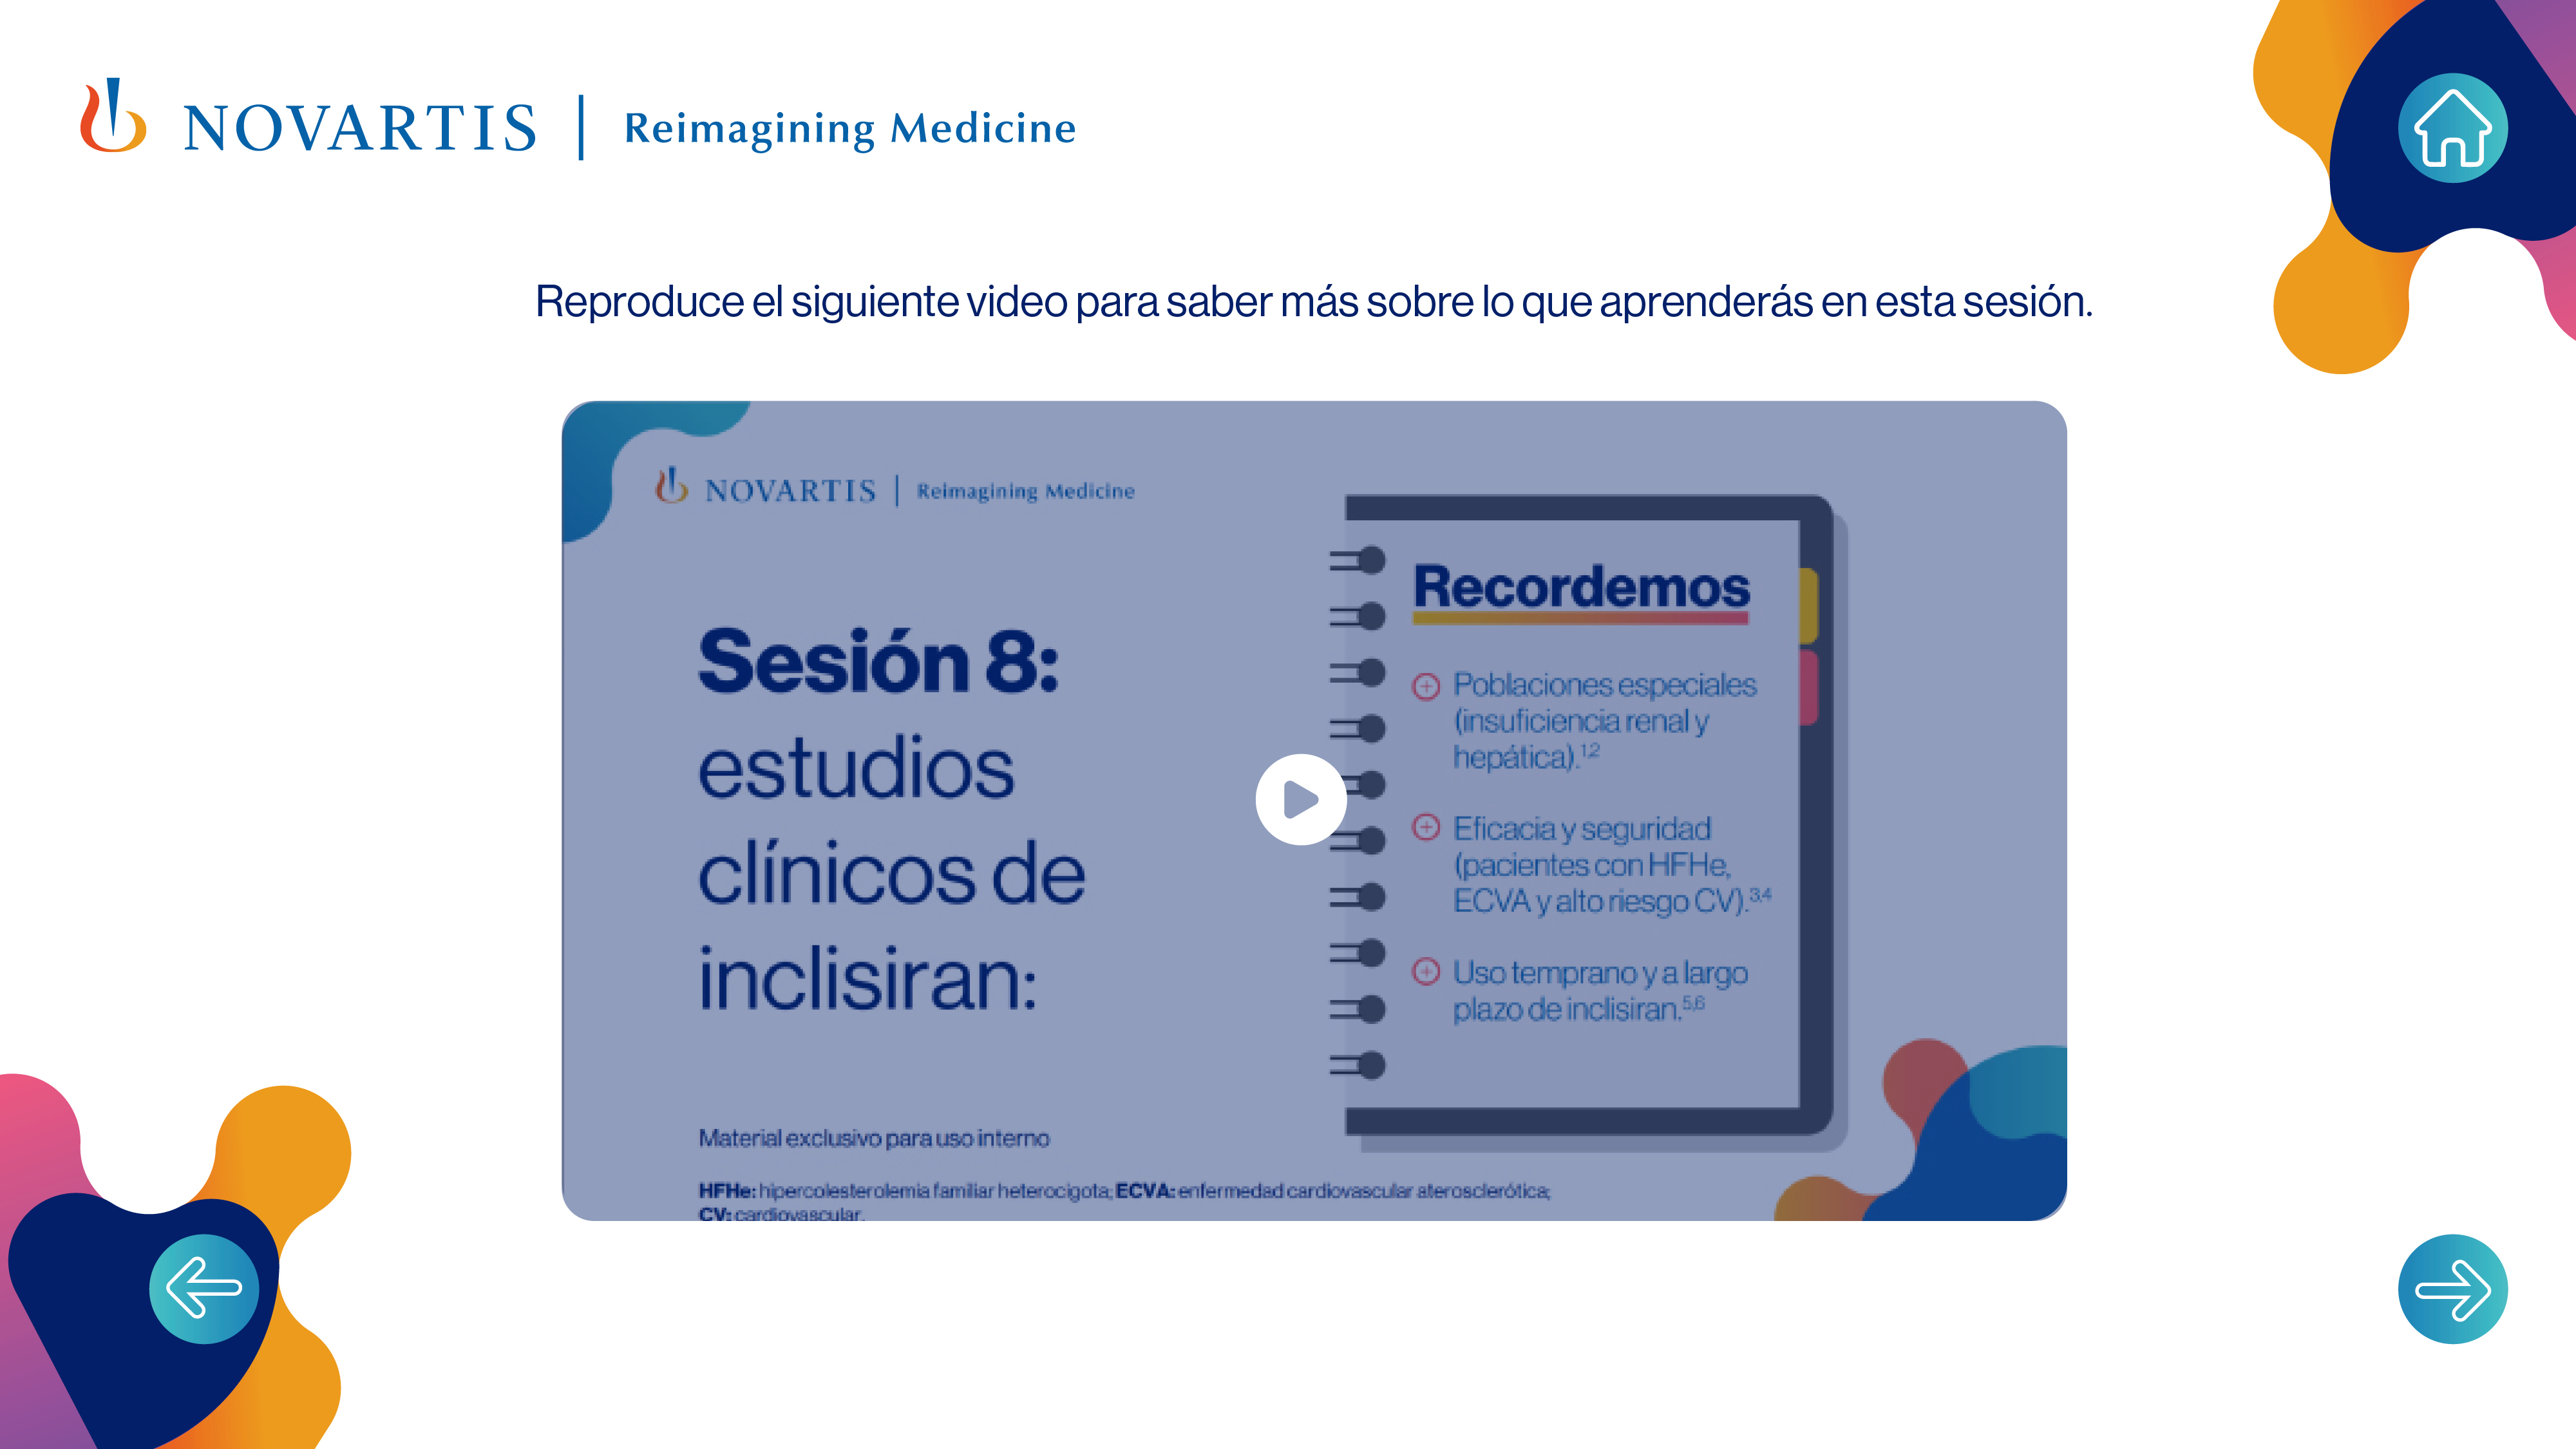 NOVARTIS | Reimagining Medicine
Reproduce el siguiente video para saber más sobre lo que aprenderás en esta sesión.
NOVARTIS | Reimagining Medicine
Sesión 8:
estudios
clínicos de
inclisiran:
Recordemos
Poblaciones especiales
(insuficiencia renal y
hepática).1,2
Eficacia y seguridad
(pacientes con HFHe,
ECVA y alto riesgo CV).3,4
Uso temprano y a largo
plazo de inclisiran.5,6
Material exclusivo para uso interno
HFHe: hipercolesterolemia familiar heterocigota; ECVA: enfermedad cardiovascular aterosclerótica;
CV: cardiovascular.